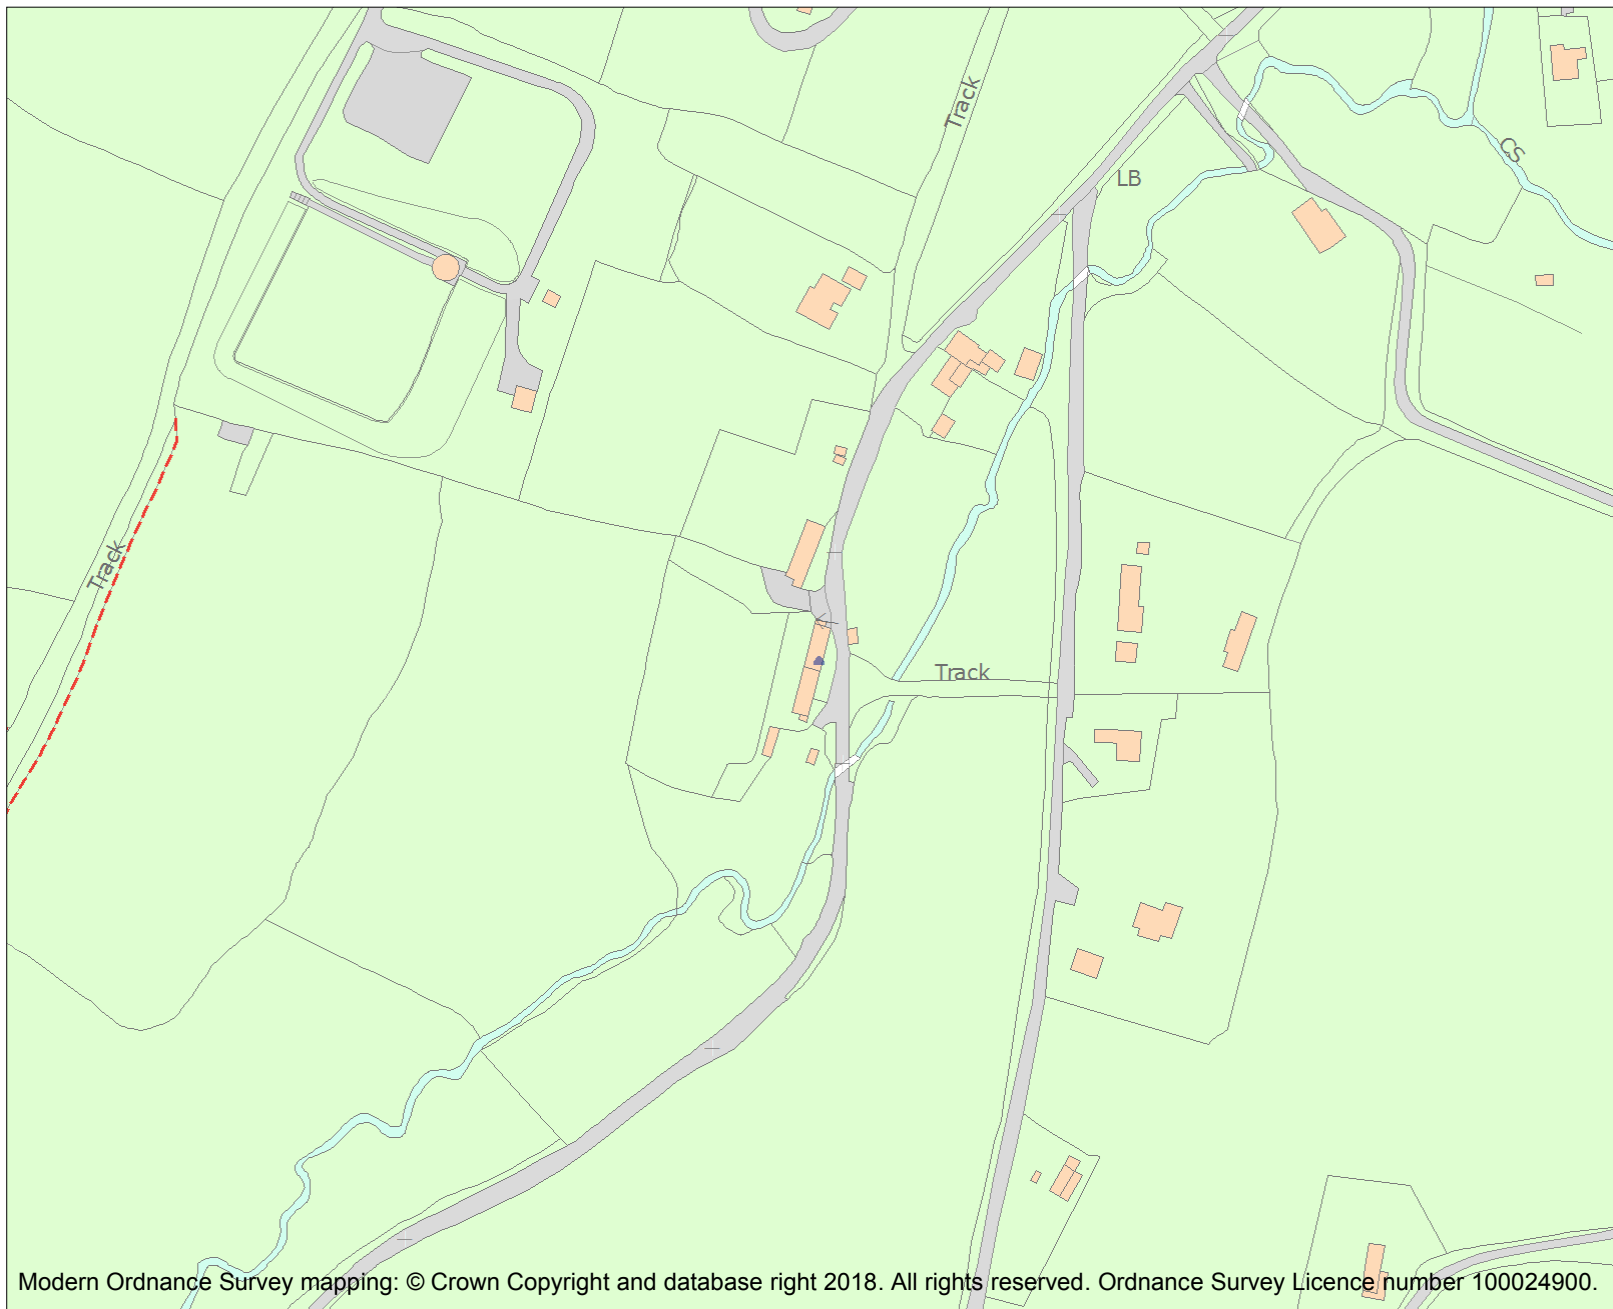 Track
CS
LB
Track
Track
Modern Ordnance Survey mapping: © Crown Copyright and database right 2018. All rights reserved. Ordnance Survey Licence number 100024900.